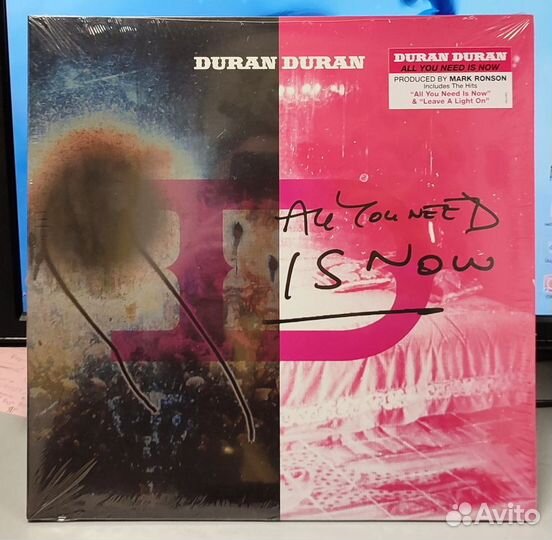 DURAN DURAN
DURAN DURAN
ALL YOU NEED IS NOW
PRODUCED BY MARK RONSON
Includes The Hits
"All You Need Is Now"
& "Leave A Light On"
ALL YOU NEED
IS NOW
Avito